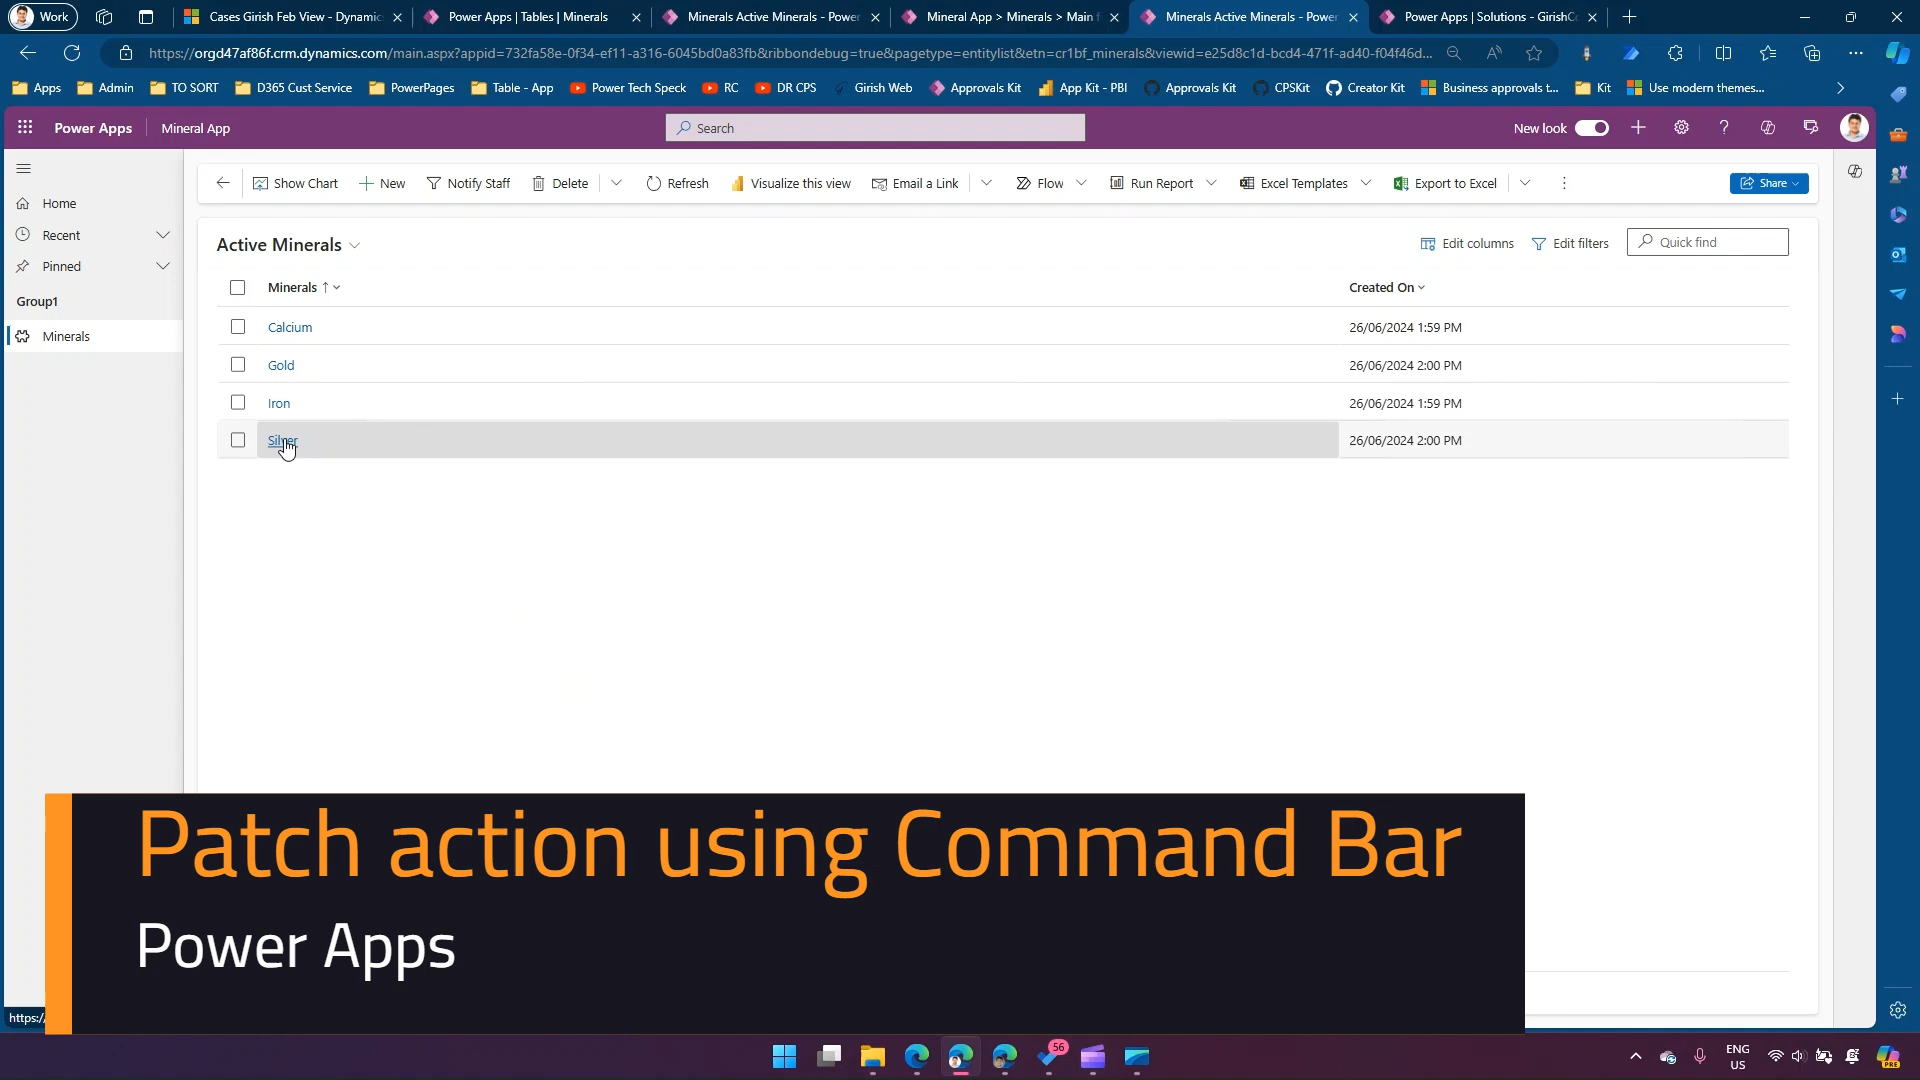 Work
Cases Girish Feb View - Dynamic
Power Apps | Tables | Minerals
Minerals Active Minerals - Power
Mineral App > Minerals > Main f
Minerals Active Minerals - Power
Power Apps | Solutions - GirishCo
https://orgd47af86f.crm.dynamics.com/main.aspx?appid=732fa58e-0f34-ef11-a316-6045bd0a83fb&ribbondebug=true&pagetype=entitylist&etn=cr1bf_minerals&viewid=e25d8c1d-bcd4-471f-ad40-f04f46d...
Apps
Admin
TO SORT
D365 Cust Service
PowerPages
Table - App
Power Tech Speck
RC
DR CPS
Girish Web
Approvals Kit
App Kit - PBI
Approvals Kit
CPSKit
Creator Kit
Business approvals t...
Kit
Use modern themes...
Power Apps
Mineral App
Search
New look
Show Chart
New
Notify Staff
Delete
Refresh
Visualize this view
Email a Link
Flow
Run Report
Excel Templates
Export to Excel
Share
Home
Recent
Pinned
Group1
Minerals
Active Minerals
Edit columns
Edit filters
Quick find
Minerals
Created On
Calcium
26/06/2024 1:59 PM
Gold
26/06/2024 2:00 PM
Iron
26/06/2024 1:59 PM
Silver
26/06/2024 2:00 PM
Patch action using Command Bar
Power Apps
https:/
56
ENG
US
PRE